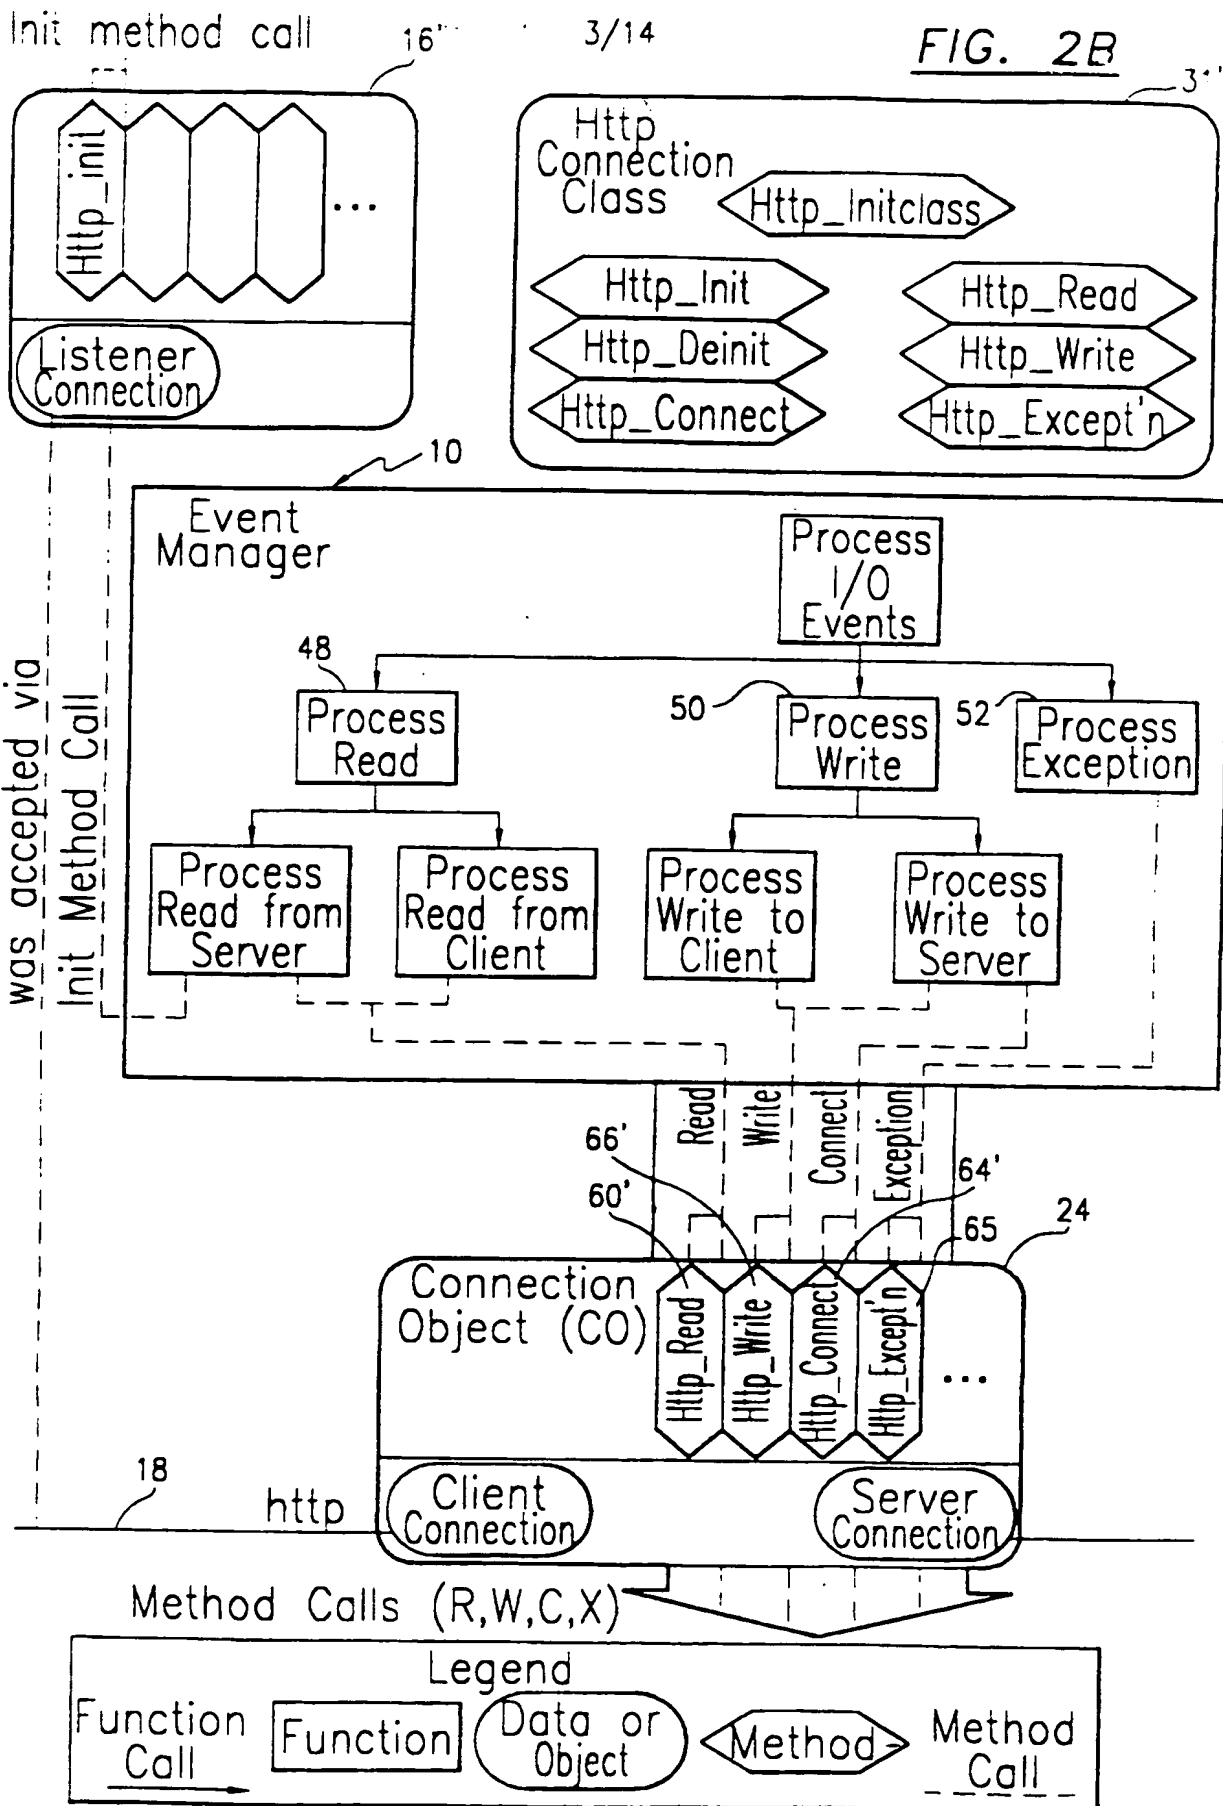 Init method call
16'
3/14
FIG. 2B
Http_init
...
Listener
Connection
Http
Connection
Class
Http_Initclass
Http_Init
Http_Deinit
Http_Connect
Http_Read
Http_Write
Http_Except'n
10
Event
Manager
Process
I/O
Events
48
Process
Read
50
Process
Write
52
Process
Exception
Process
Read from
Server
Process
Read from
Client
Process
Write to
Client
Process
Write to
Server
was accepted via
Init Method Call
Read
Write
Connect
Exception
66'
60'
64'
65
24
Connection
Object (CO)
Http_Read
Http_Write
Http_Connect
Http_Except'n
...
18
http
Client
Connection
Server
Connection
Method Calls (R,W,C,X)
Legend
Function
Call
Function
Data or
Object
Method
Method
Call